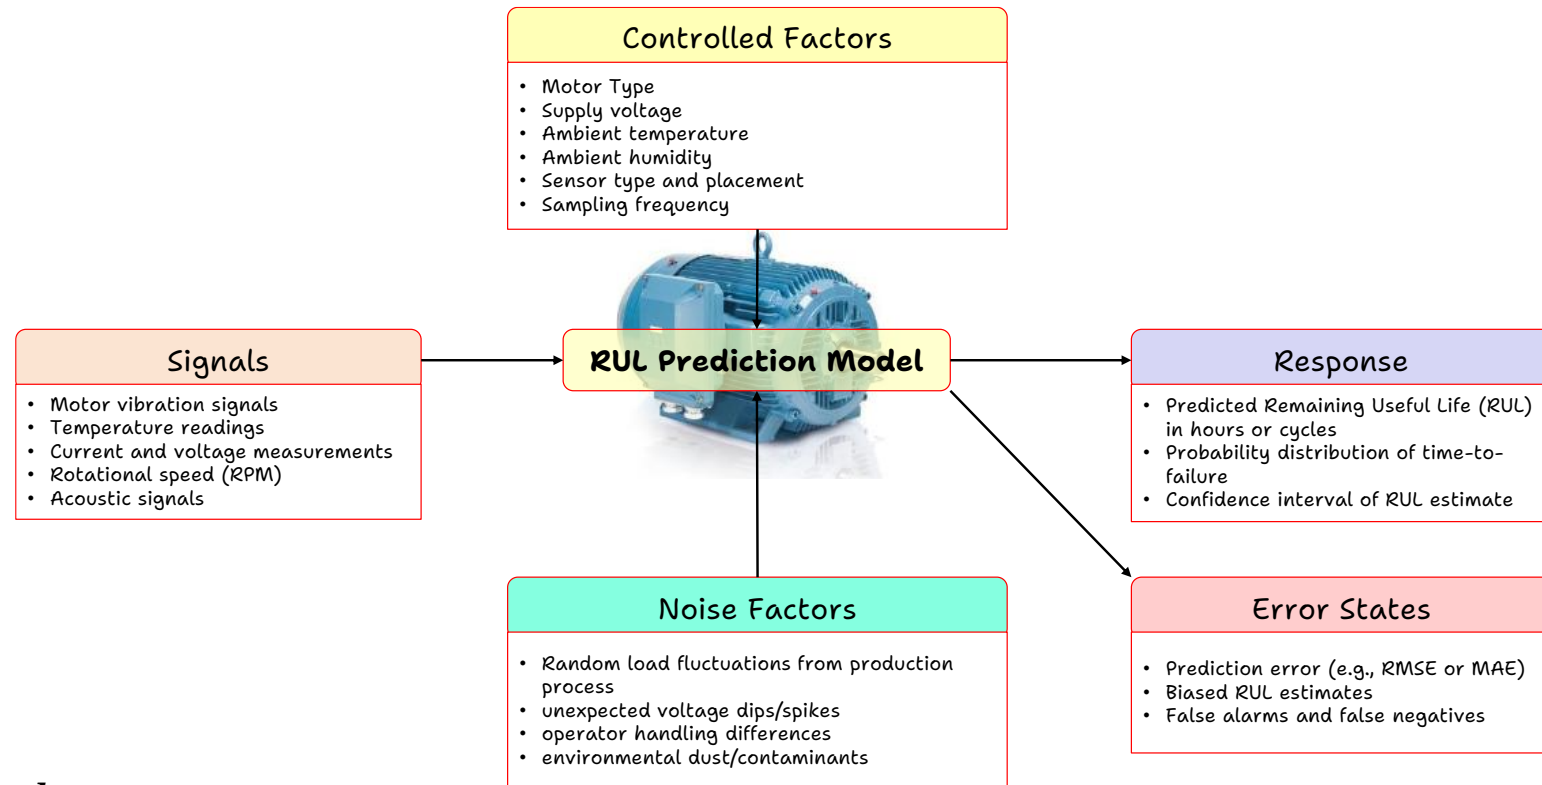 Controlled Factors
• Motor Type
• Supply voltage
• Ambient temperature
• Ambient humidity
• Sensor type and placement
• Sampling frequency
Signals
• Motor vibration signals
• Temperature readings
• Current and voltage measurements
• Rotational speed (RPM)
• Acoustic signals
RUL Prediction Model
Response
• Predicted Remaining Useful Life (RUL)
in hours or cycles
• Probability distribution of time-to-
failure
• Confidence interval of RUL estimate
Noise Factors
• Random load fluctuations from production
process
• unexpected voltage dips/spikes
• operator handling differences
• environmental dust/contaminants
Error States
• Prediction error (e.g., RMSE or MAE)
• Biased RUL estimates
• False alarms and false negatives